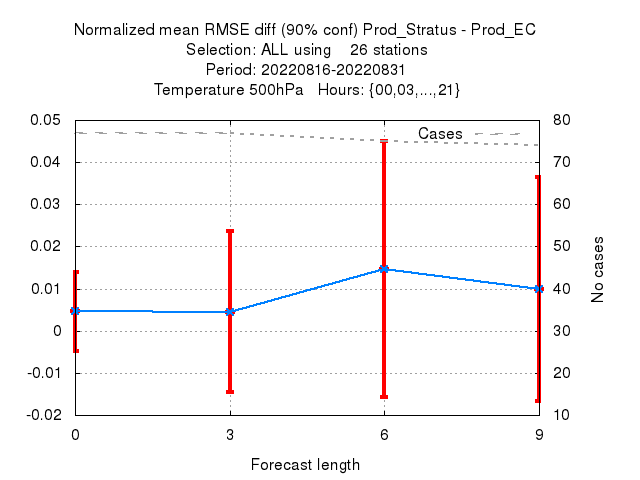 Normalized mean RMSE diff (90% conf) Prod_Stratus - Prod_EC
Selection: ALL using    26 stations
Period: 20220816-20220831
Temperature 500hPa   Hours: {00,03,...,21}
0.05
0.04
0.03
0.02
0.01
0
-0.01
-0.02
Cases
80
70
60
50
40
30
20
10
No cases
0 3 6 9
Forecast length